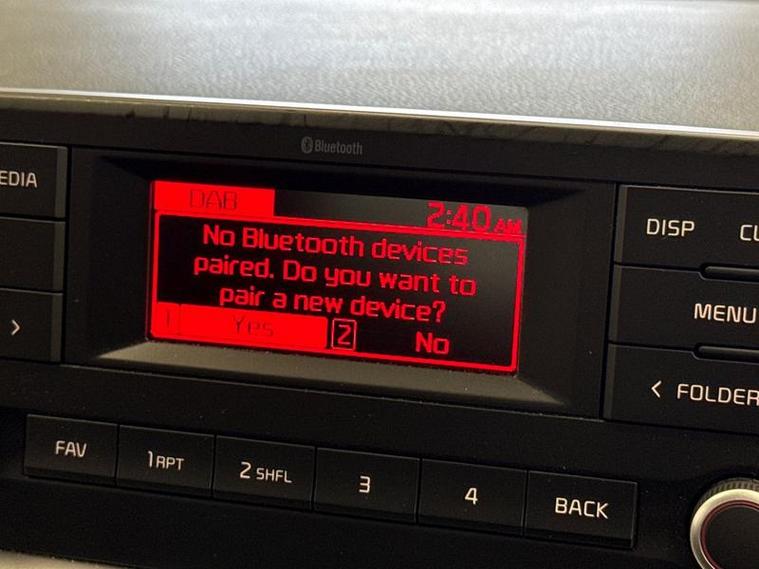 Bluetooth
EDIA
DAB
2:40 AM
No Bluetooth devices
paired. Do you want to
pair a new device?
1 Yes 2 No
DISP
MENU
< FOLDER
>
FAV
1 RPT
2 SHFL
3
4
BACK